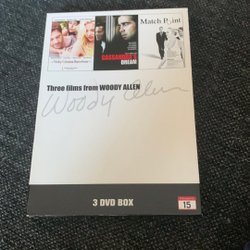 Vicky Cristina Barcelona
CASSANDRA'S
DREAM
Match Point
Three films from WOODY ALLEN
Woody Allen
3 DVD BOX
15